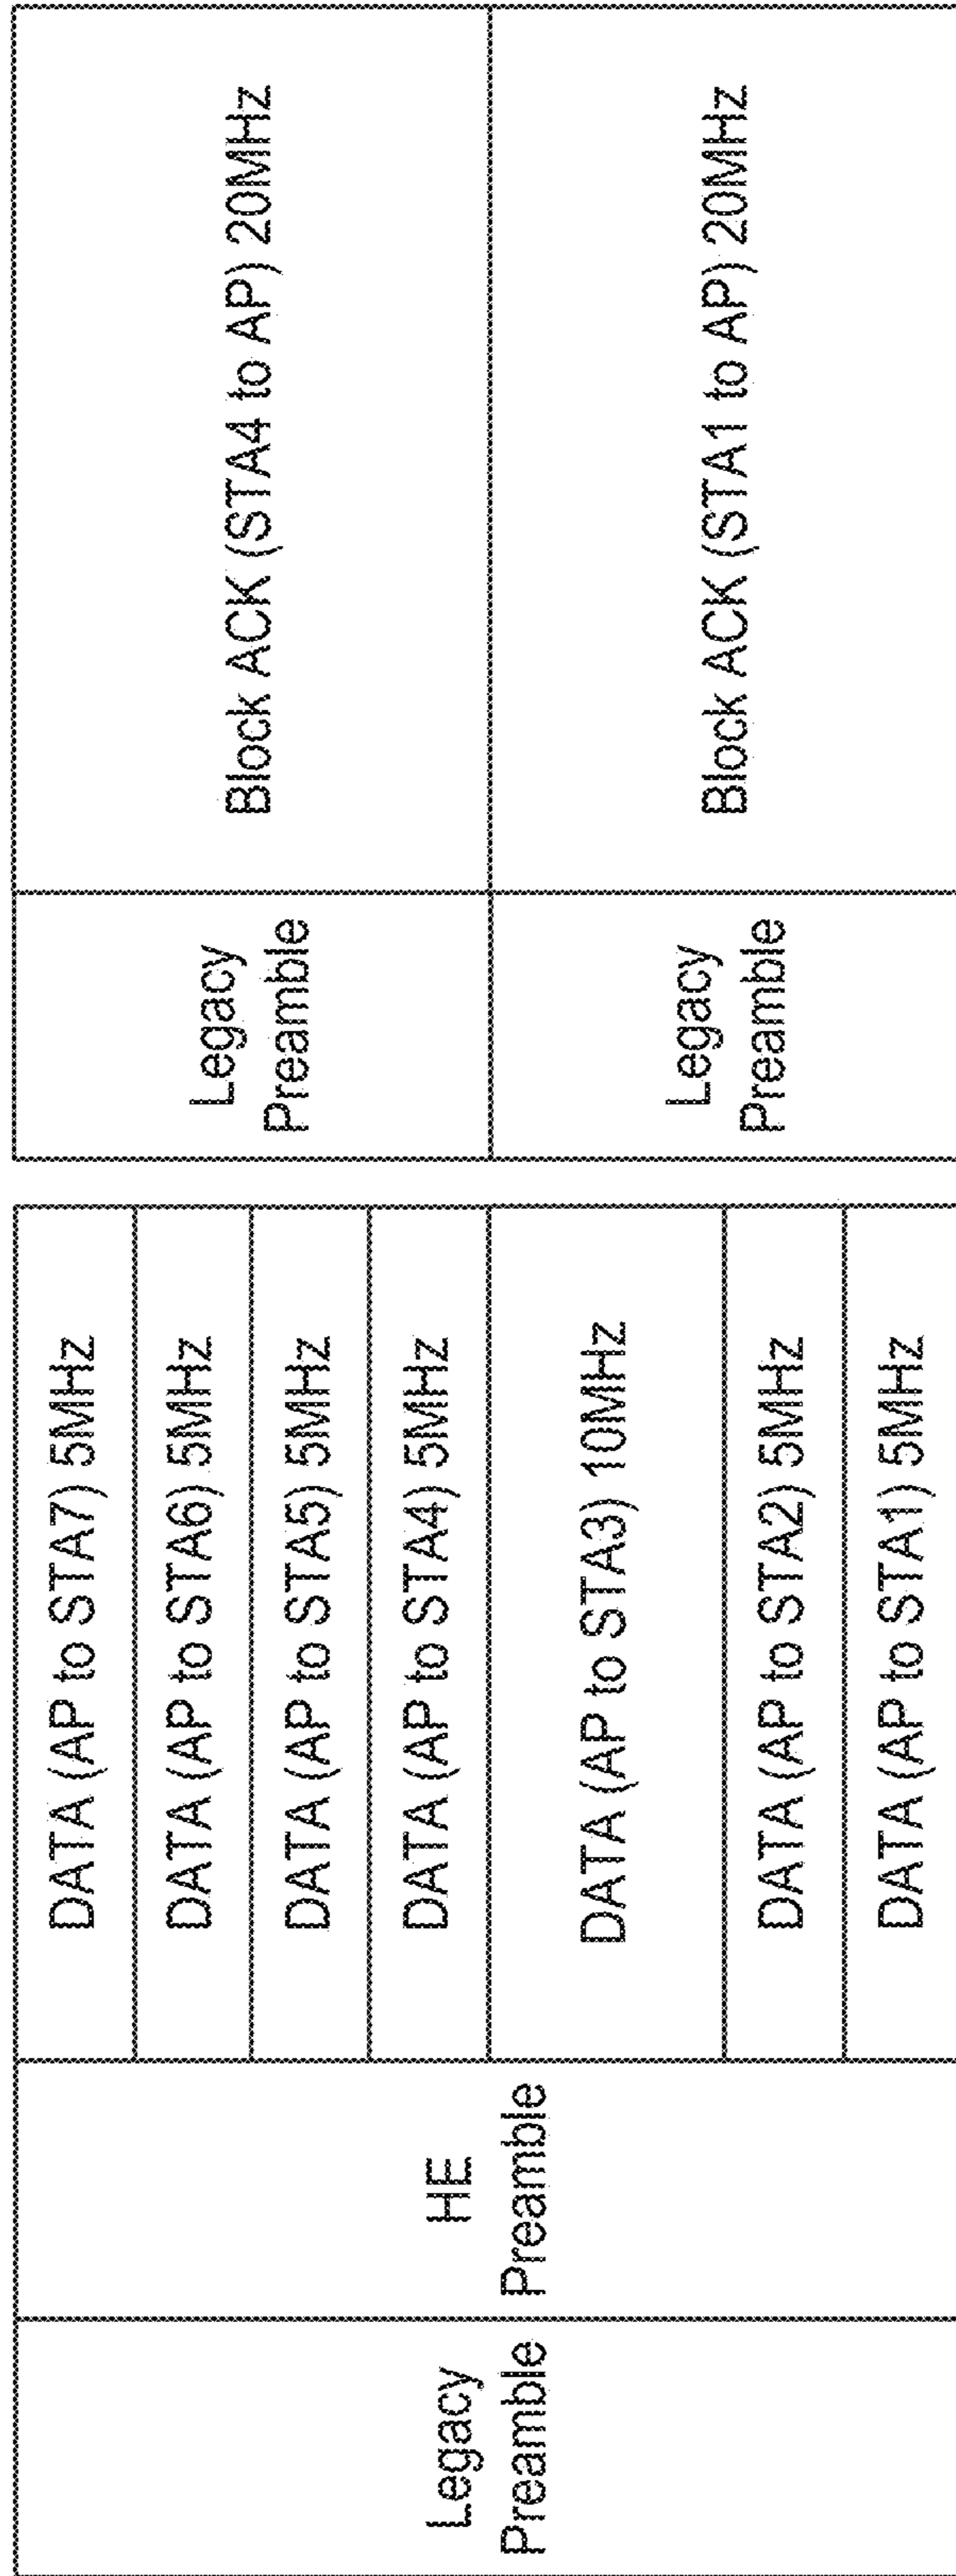 Legacy
Preamble
HE
Preamble
DATA (AP to STA7) 5MHz
DATA (AP to STA6) 5MHz
DATA (AP to STA5) 5MHz
DATA (AP to STA4) 5MHz
DATA (AP to STA3) 10MHz
DATA (AP to STA2) 5MHz
DATA (AP to STA1) 5MHz
Legacy
Preamble
Block ACK (STA4 to AP) 20MHz
Legacy
Preamble
Block ACK (STA1 to AP) 20MHz